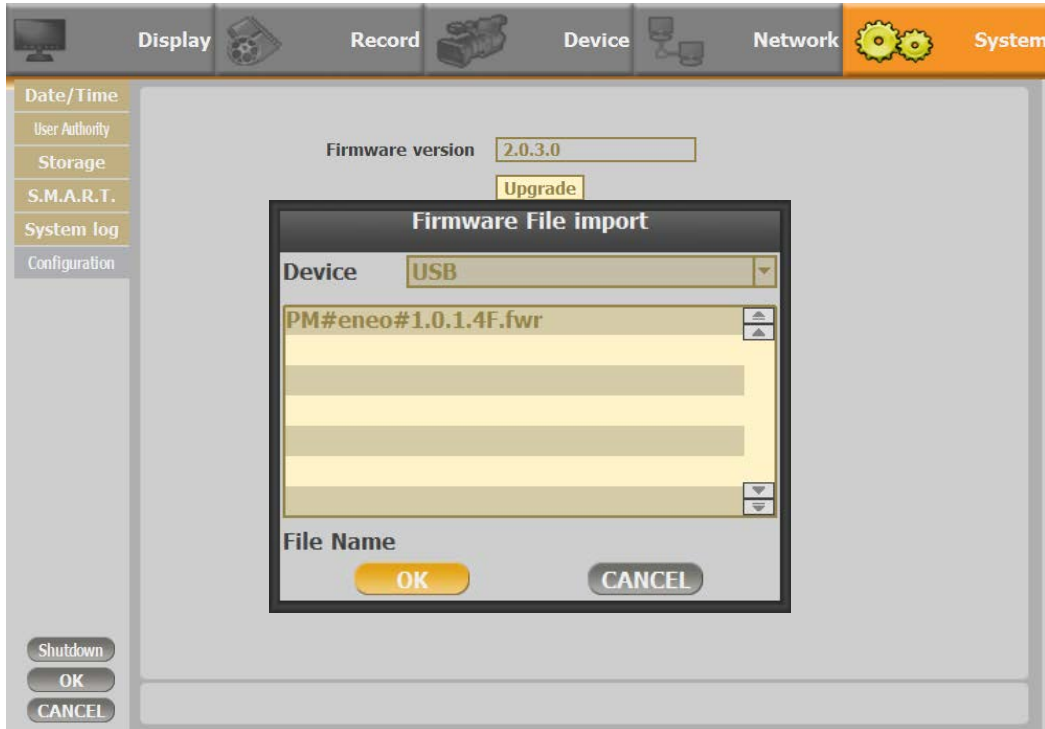 Display Record Device Network System
Date/Time
User Authority
Storage
S.M.A.R.T.
System log
Configuration
Firmware version 2.0.3.0
Upgrade
Firmware File import
Device USB
PM#eneo#1.0.1.4F.fwr
File Name
OK CANCEL
Shutdown
OK
CANCEL